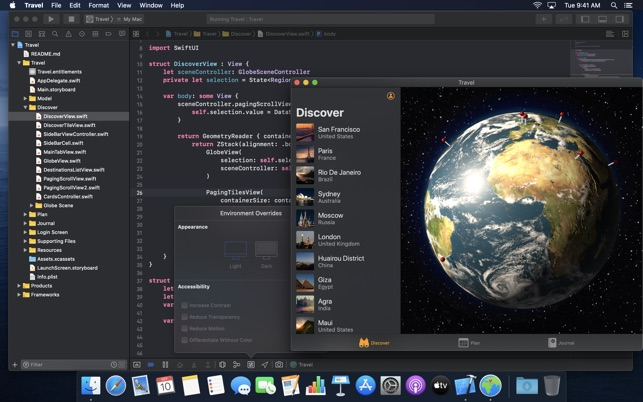 Travel File Edit Format View Window Help
Tue 9:41 AM
Travel My Mac
Running Travel : Travel
Travel Travel Discover DiscoverView.swift body
Travel
README.md
Travel
Travel.entitlements
AppDelegate.swift
Main.storyboard
Model
Discover
DiscoverView.swift
DiscoverTileView.swift
SideBarViewController.swift
SideBarCell.swift
MainTabView.swift
GlobeView.swift
DestinationsListView.swift
PagingScrollView.swift
PagingScrollView2.swift
CardsController.swift
Globe Scene
Plan
Journal
Login Screen
Supporting Files
Resources
Assets.xcassets
LaunchScreen.storyboard
Info.plist
Products
Frameworks
Filter
import SwiftUI
struct DiscoverView : View {
let sceneController: GlobeSceneController
private let selection = State<Region
var body: some View {
sceneController.pagingScrollView
self.selection.value = Data
}
return GeometryReader { container
return ZStack(alignment: .b
GlobeView(
selection: self.sele
sceneController: sel
)
26
PagingTilesView(
containerSize: conta
Environment Overrides
Appearance
Light
Dark
Accessibility
Increase Contrast
Reduce Transparency
Reduce Motion
Differentiate Without Color
}
}
struct
let
let
var
var
Travel
Travel
Discover
San Francisco
United States
Paris
France
Rio De Janeiro
Brazil
Sydney
Australia
Moscow
Russia
London
United Kingdom
Huairou District
China
Giza
Egypt
Agra
India
Maui
United States
Discover
Plan
Journal
10
tv